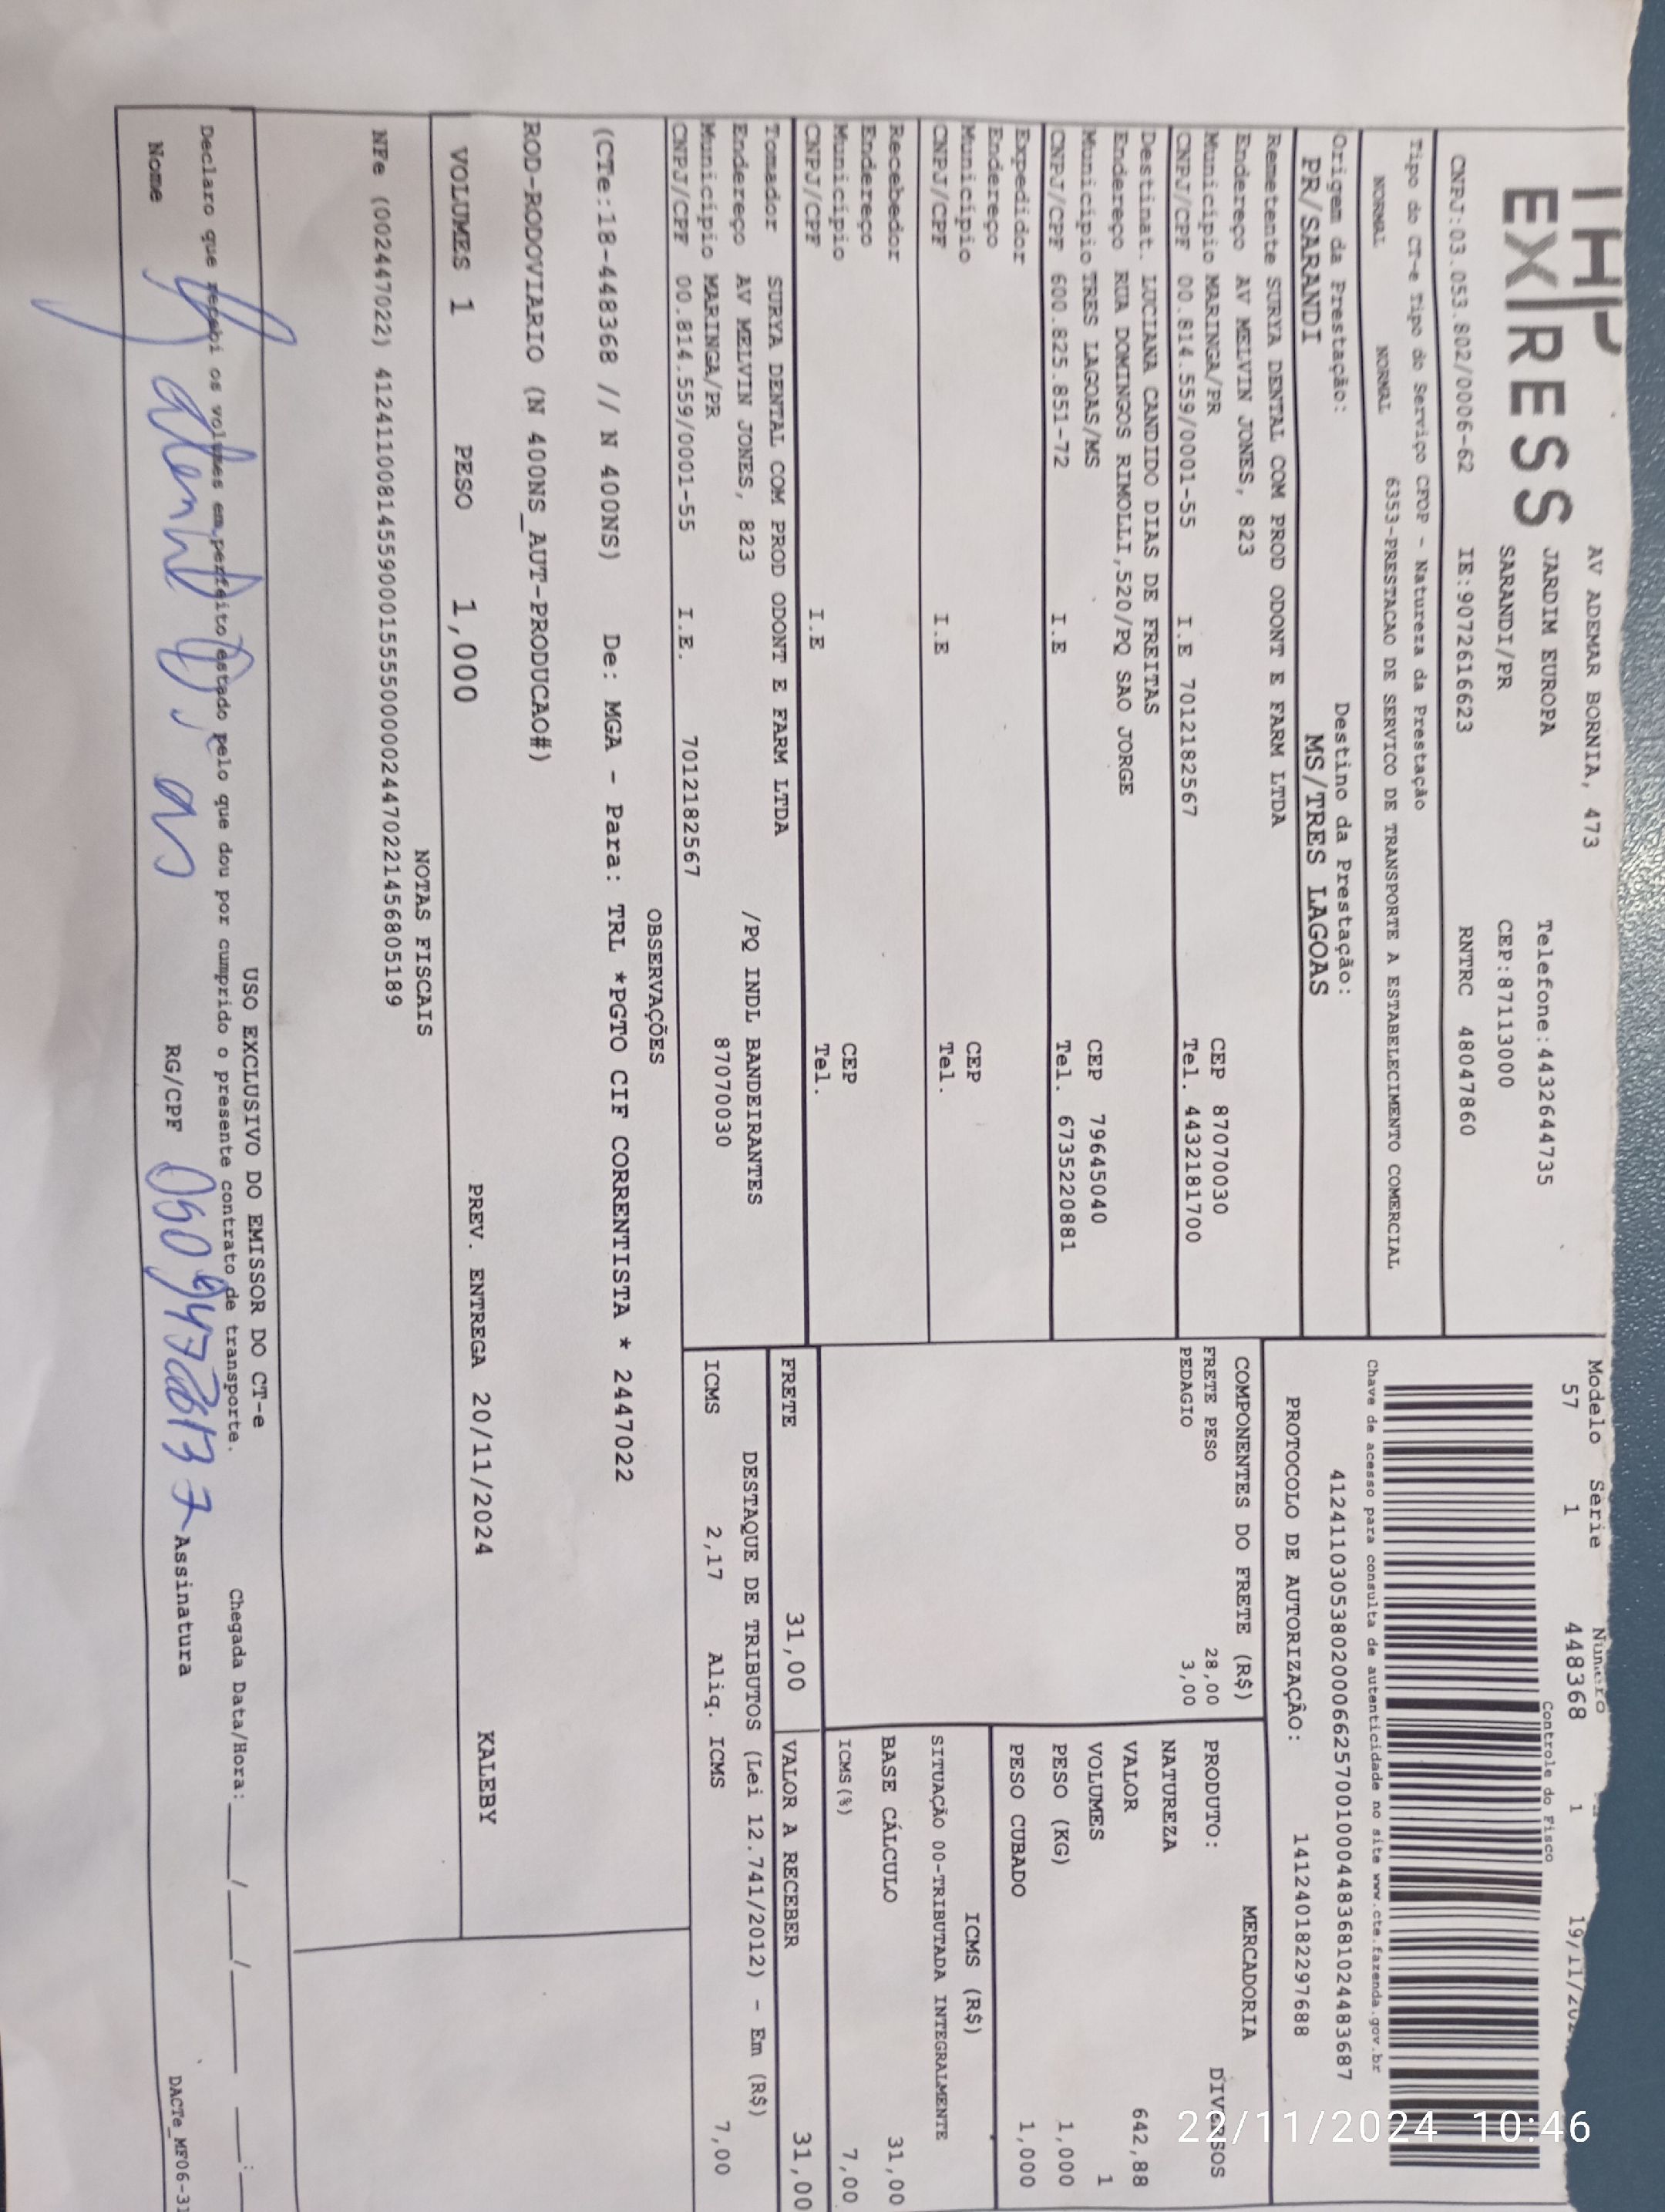 EXPRESS
AV ADEMAR BORNIA, 473
JARDIM EUROPA Telefone:4432644735
SARANDI/PR CEP:87113000
CNPJ:03.053.802/0006-62 IE:9072616623 RNTRC 48047860
Modelo Serie Número
57 1 448368 1
Controle do Fisco
Chave de acesso para consulta de autenticidade no site www.cte.fazenda.gov.br
41241103053802000662570010004483681024483687
PROTOCOLO DE AUTORIZAÇÃO: 141240182297688
Tipo do CT-e Tipo do Serviço CFOP - Natureza da Prestação
NORMAL NORMAL 6353-PRESTACAO DE SERVICO DE TRANSPORTE A ESTABELECIMENTO COMERCIAL
Origem da Prestação: Destino da Prestação:
PR/SARANDI MS/TRES LAGOAS
Remetente SURYA DENTAL COM PROD ODONT E FARM LTDA
Endereço AV MELVIN JONES, 823
Município MARINGA/PR CEP 87070030
CNPJ/CPF 00.814.559/0001-55 I.E 7012182567 Tel. 4432181700
Destinat. LUCIANA CANDIDO DIAS DE FREITAS
Endereço RUA DOMINGOS RIMOLLI,520/PQ SAO JORGE
Município TRES LAGOAS/MS CEP 79645040
CNPJ/CPF 600.825.851-72 I.E Tel. 6735220881
Expedidor
Endereço
Município CEP
CNPJ/CPF I.E Tel.
Recebedor
Endereço
Município CEP
CNPJ/CPF I.E Tel.
Tomador SURYA DENTAL COM PROD ODONT E FARM LTDA
Endereço AV MELVIN JONES, 823 /PQ INDL BANDEIRANTES
Município MARINGA/PR 87070030
CNPJ/CPF 00.814.559/0001-55 I.E. 7012182567
COMPONENTES DO FRETE (R$)
FRETE PESO 28,00
PEDAGIO 3,00
MERCADORIA
PRODUTO: DIVERSOS
NATUREZA
VALOR 642,88
VOLUMES 1
PESO (KG) 1,000
PESO CUBADO 1,000
ICMS (R$)
SITUAÇÃO 00-TRIBUTADA INTEGRALMENTE
BASE CÁLCULO 31,00
ICMS(%) 7,00
FRETE 31,00 VALOR A RECEBER 31,00
DESTAQUE DE TRIBUTOS (Lei 12.741/2012) - Em (R$)
ICMS 2,17 Aliq. ICMS 7,00
OBSERVAÇÕES
(CTe:18-448368 // N 400NS) De: MGA - Para: TRL *PGTO CIF CORRENTISTA * 2447022
ROD-RODOVIARIO (N 400NS_AUT-PRODUCAO#)
VOLUMES 1 PESO 1,000 PREV. ENTREGA 20/11/2024 KALEBY
NOTAS FISCAIS
NFe (002447022) 41241100814559000155550000024470221456805189
USO EXCLUSIVO DO EMISSOR DO CT-e
Declaro que recebi os volumes em perfeito estado pelo que dou por cumprido o presente contrato de transporte.
Chegada Data/Hora:____/____/____ __:__
Nome RG/CPF Assinatura
DACTe_MF06-31
22/11/2024 10:46